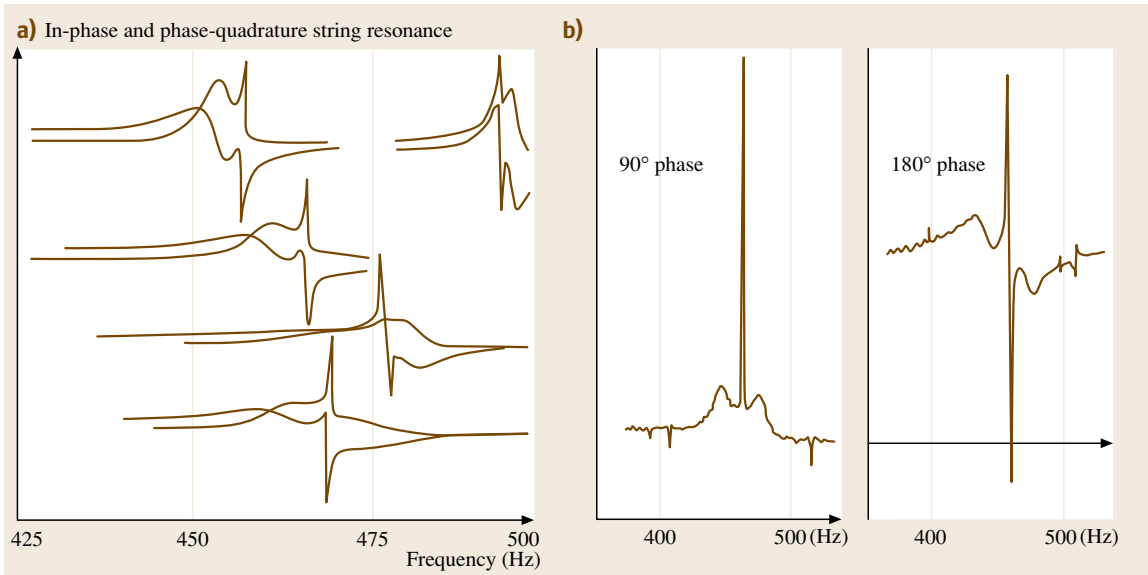 a) In-phase and phase-quadrature string resonance
425 450 475 500
Frequency (Hz)
b)
90° phase
400 500 (Hz)
180° phase
400 500 (Hz)